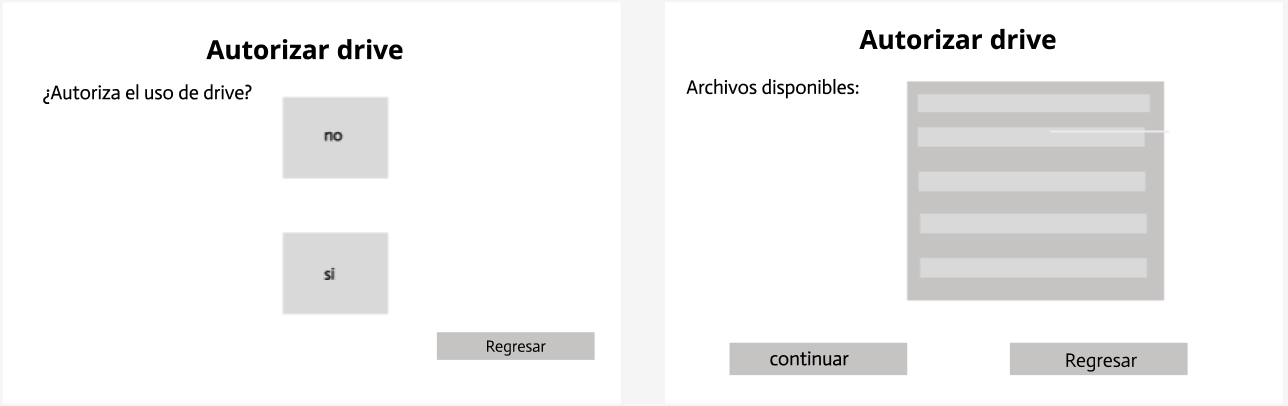 Autorizar drive
¿Autoriza el uso de drive?
no
si
Regresar
Autorizar drive
Archivos disponibles:
continuar
Regresar